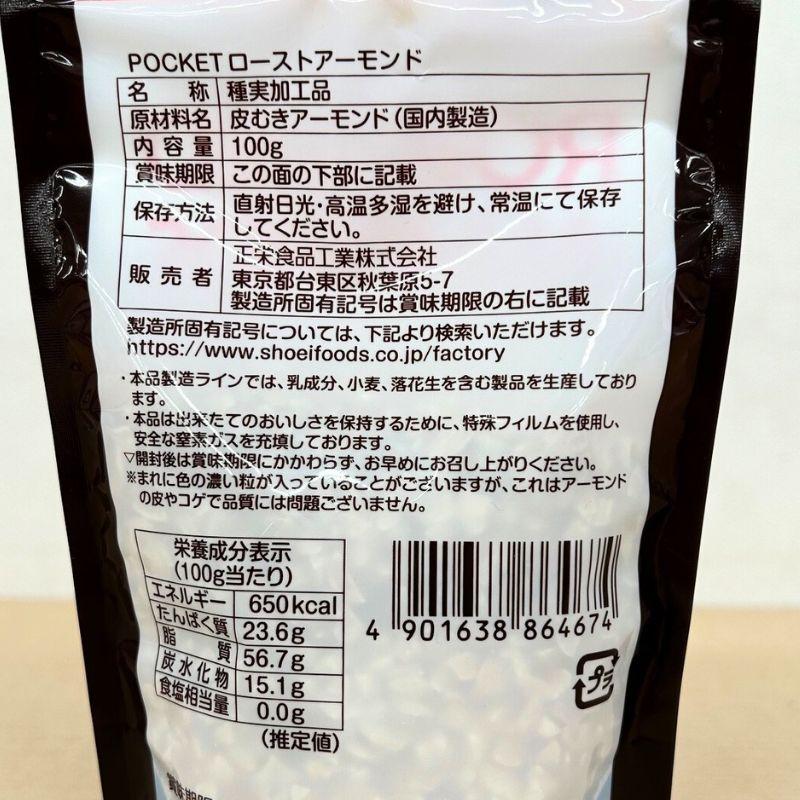 POCKETローストアーモンド
名 称 種実加工品
原材料名 皮むきアーモンド(国内製造)
内容量 100g
賞味期限 この面の下部に記載
保存方法 直射日光・高温多湿を避け、常温にて保存
してください。
販売者 正栄食品工業株式会社
東京都台東区秋葉原5-7
製造所固有記号は賞味期限の右に記載
製造所固有記号については、下記より検索いただけます。
https://www.shoeifoods.co.jp/factory
・本品製造ラインでは、乳成分、小麦、落花生を含む製品を生産しており
ます。
・本品は出来たてのおいしさを保持するために、特殊フィルムを使用し、
安全な窒素ガスを充填しております。
▽開封後は賞味期限にかかわらず、お早めにお召し上がりください。
※まれに色の濃い粒が入っていることがございますが、これはアーモンド
の皮やコゲで品質には問題ございません。
栄養成分表示
(100g当たり)
エネルギー 650kcal
たんぱく質 23.6g
脂 質 56.7g
炭水化物 15.1g
食塩相当量 0.0g
(推定値)
4 901638 864674
プラ
賞味期限